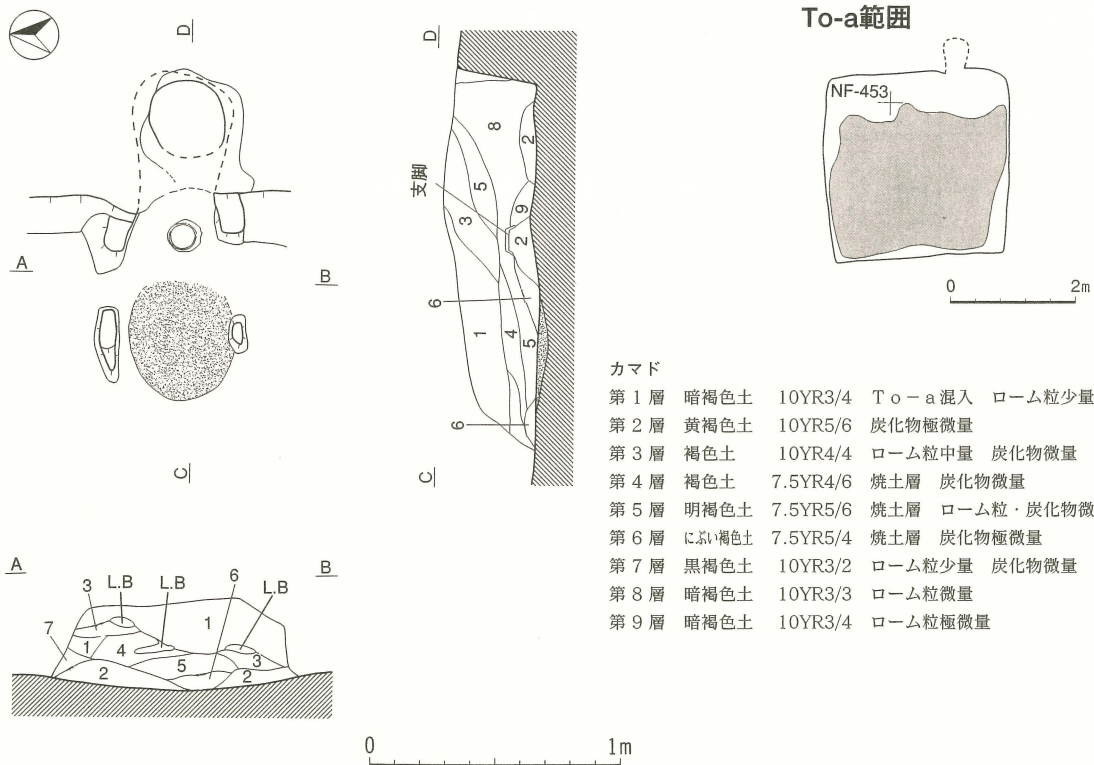 To-a範囲
D
D
NF-453
8
2
支脚
5
9
3
2
A
B
0 2m
6
1
4
5
6
C
C
カマド
第1層 暗褐色土 10YR3/4 To-a混入 ローム粒少量
第2層 黄褐色土 10YR5/6 炭化物極微量
第3層 褐色土 10YR4/4 ローム粒中量 炭化物微量
第4層 褐色土 7.5YR4/6 焼土層 炭化物微量
第5層 明褐色土 7.5YR5/6 焼土層 ローム粒・炭化物微
第6層 にぶい褐色土 7.5YR5/4 焼土層 炭化物極微量
第7層 黒褐色土 10YR3/2 ローム粒少量 炭化物微量
第8層 暗褐色土 10YR3/3 ローム粒微量
第9層 暗褐色土 10YR3/4 ローム粒極微量
A
B
3 L.B L.B 6 L.B
7 1
1 4 5 3
2 2
0 1m